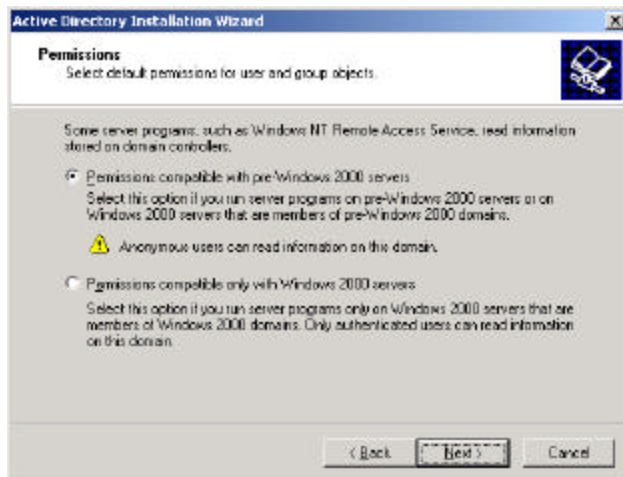 Active Directory Installation Wizard
Permissions
Select default permissions for user and group objects.
Some server programs, such as Windows NT Remote Access Service, read information
stored on domain controllers.
Permissions compatible with pre-Windows 2000 servers
Select this option if you run server programs on pre-Windows 2000 servers or on
Windows 2000 servers that are members of pre-Windows 2000 domains.
Anonymous users can read information on this domain.
Permissions compatible only with Windows 2000 servers
Select this option if you run server programs only on Windows 2000 servers that are
members of Windows 2000 domains. Only authenticated users can read information
on this domain.
< Back Next > Cancel